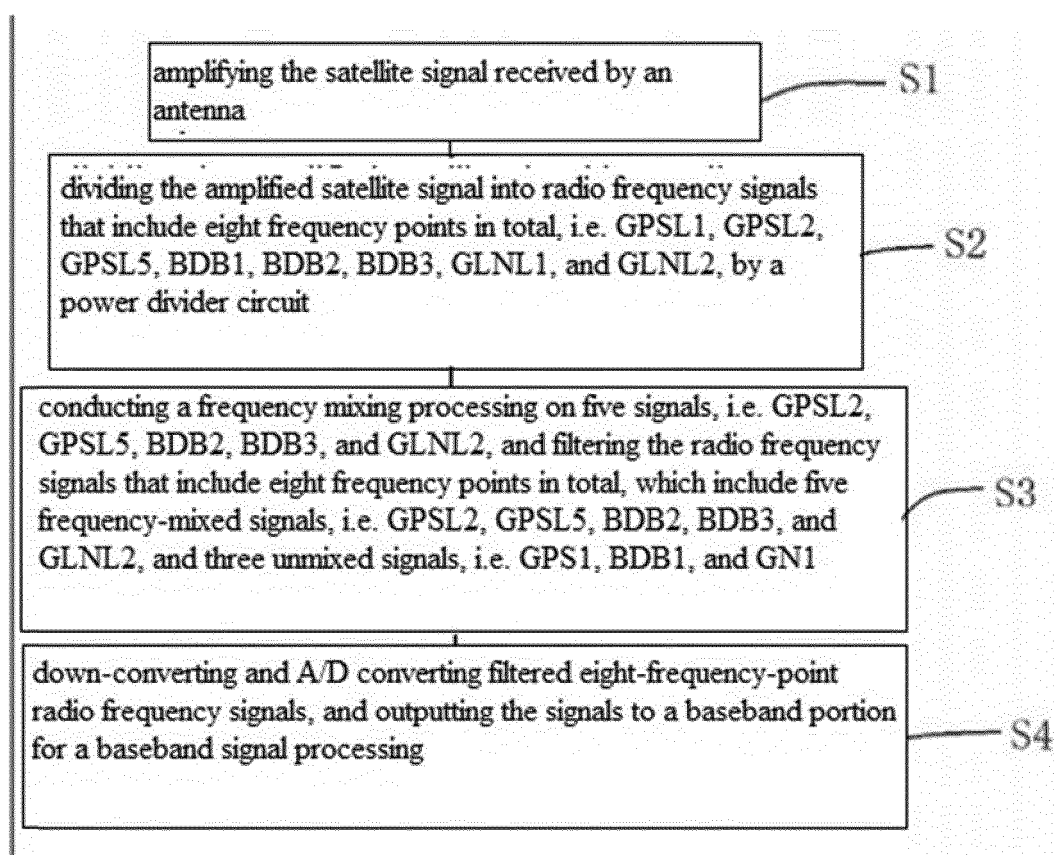 amplifying the satellite signal received by an
antenna
S1
dividing the amplified satellite signal into radio frequency signals
that include eight frequency points in total, i.e. GPSL1, GPSL2,
GPSL5, BDB1, BDB2, BDB3, GLNL1, and GLNL2, by a
power divider circuit
S2
conducting a frequency mixing processing on five signals, i.e. GPSL2,
GPSL5, BDB2, BDB3, and GLNL2, and filtering the radio frequency
signals that include eight frequency points in total, which include five
frequency-mixed signals, i.e. GPSL2, GPSL5, BDB2, BDB3, and
GLNL2, and three unmixed signals, i.e. GPS1, BDB1, and GN1
S3
down-converting and A/D converting filtered eight-frequency-point
radio frequency signals, and outputting the signals to a baseband portion
for a baseband signal processing
S4